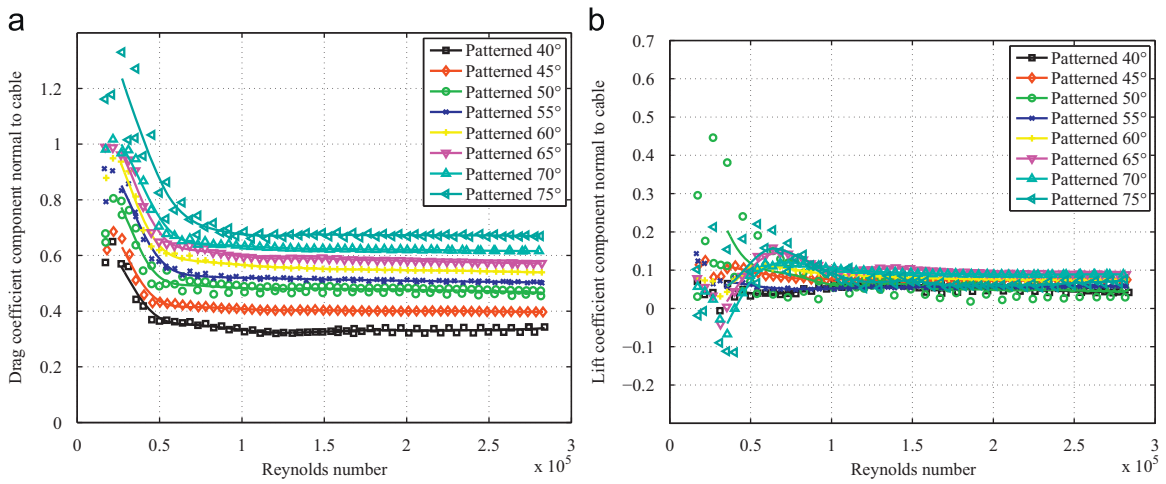 a
Drag coefficient component normal to cable
1.2
1
0.8
0.6
0.4
0.2
0
0
0.5
1
1.5
2
2.5
3
x 10⁵
Reynolds number
Patterned 40°
Patterned 45°
Patterned 50°
Patterned 55°
Patterned 60°
Patterned 65°
Patterned 70°
Patterned 75°
b
Lift coefficient component normal to cable
0.7
0.6
0.5
0.4
0.3
0.2
0.1
0
−0.1
−0.2
0
0.5
1
1.5
2
2.5
3
x 10⁵
Reynolds number
Patterned 40°
Patterned 45°
Patterned 50°
Patterned 55°
Patterned 60°
Patterned 65°
Patterned 70°
Patterned 75°